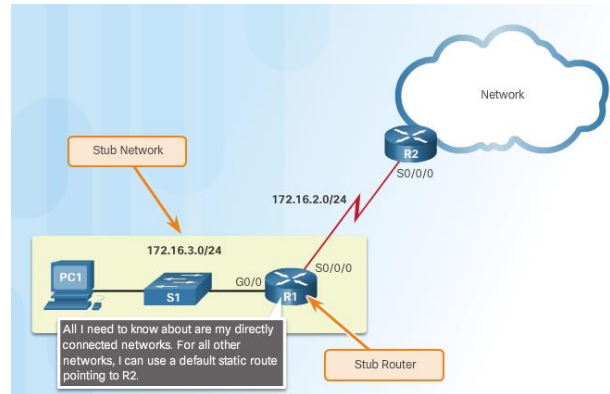 Network
Stub Network
R2
S0/0/0
172.16.2.0/24
172.16.3.0/24
S0/0/0
PC1
G0/0
S1
R1
All I need to know about are my directly
connected networks. For all other
networks, I can use a default static route
pointing to R2.
Stub Router